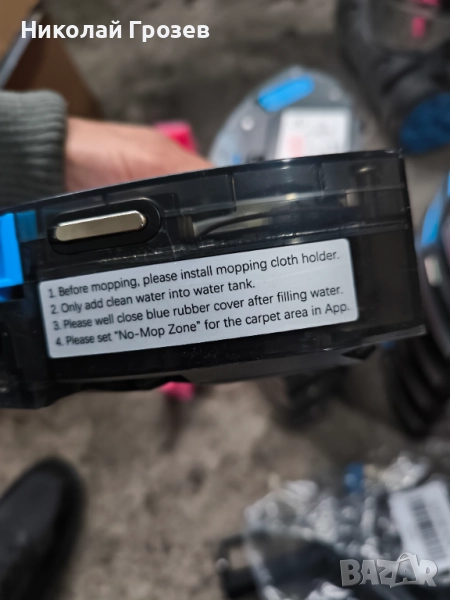 Николай Грозев
1. Before mopping, please install mopping cloth holder.
2. Only add clean water into water tank.
3. Please well close blue rubber cover after filling water.
4. Please set "No-Mop Zone" for the carpet area in App.
BAZAR